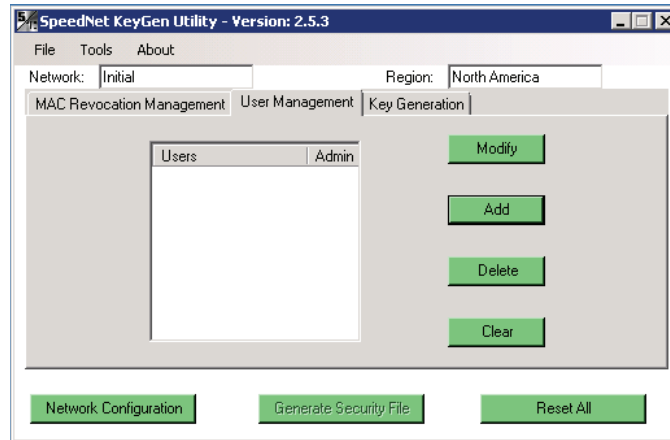 SpeedNet KeyGen Utility - Version: 2.5.3
File Tools About
Network: Initial Region: North America
MAC Revocation Management User Management Key Generation
Users Admin
Modify
Add
Delete
Clear
Network Configuration Generate Security File Reset All